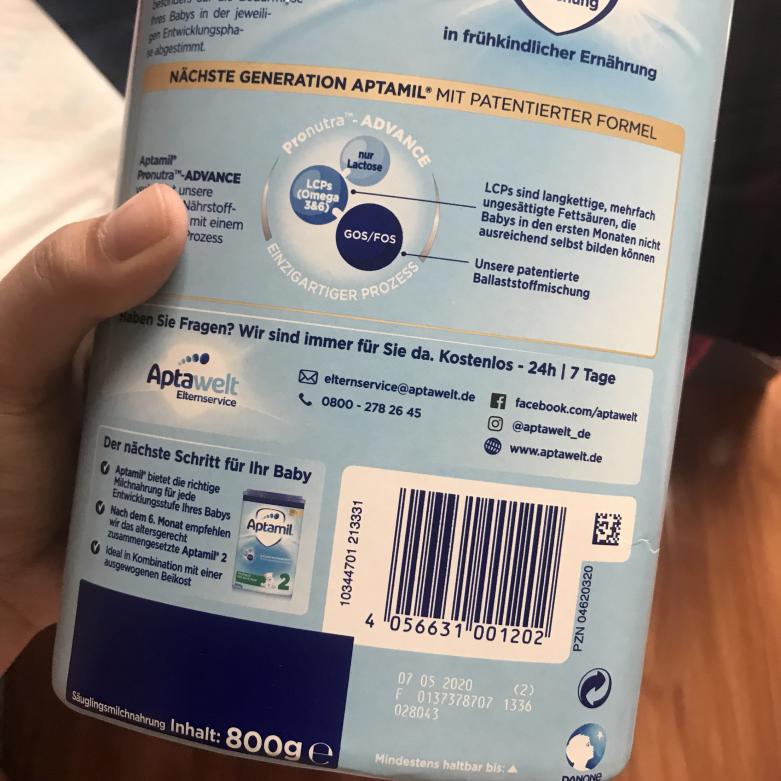 Ihres Babys in der jeweili-
gen Entwicklungspha-
se abgestimmt.
in frühkindlicher Ernährung
NÄCHSTE GENERATION APTAMIL® MIT PATENTIERTER FORMEL
Aptamil®
Pronutra™-ADVANCE
unsere
Nährstoff-
mit einem
Prozess
Pronutra™- ADVANCE
nur
Lactose
LCPs
(Omega
3&6)
GOS/FOS
EINZIGARTIGER PROZESS
LCPs sind langkettige, mehrfach
ungesättigte Fettsäuren, die
Babys in den ersten Monaten nicht
ausreichend selbst bilden können
Unsere patentierte
Ballaststoffmischung
Haben Sie Fragen? Wir sind immer für Sie da. Kostenlos - 24h | 7 Tage
Aptawelt
Elternservice
elternservice@aptawelt.de
0800 - 278 26 45
facebook.com/aptawelt
@aptawelt_de
www.aptawelt.de
Der nächste Schritt für Ihr Baby
Aptamil® bietet die richtige
Milchnahrung für jede
Entwicklungsstufe Ihres Babys
Nach dem 6. Monat empfehlen
wir das altersgerecht
zusammengesetzte Aptamil® 2
Ideal in Kombination mit einer
ausgewogenen Beikost
Aptamil
2
10344701 213331
4 056631 001202
PZN 04620320
07 05 2020 (2)
F 0137378707 1336
028043
Säuglingsmilchnahrung Inhalt: 800g e
Mindestens haltbar bis:
DANONE